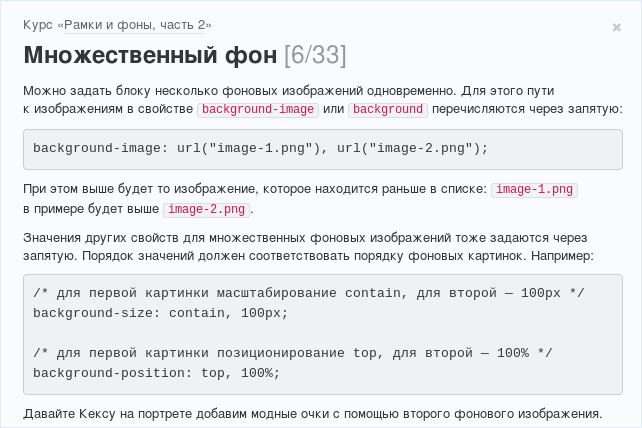 Курс «Рамки и фоны, часть 2»
×
Множественный фон [6/33]
Можно задать блоку несколько фоновых изображений одновременно. Для этого пути
к изображениям в свойстве background-image или background перечисляются через запятую:
background-image: url("image-1.png"), url("image-2.png");
При этом выше будет то изображение, которое находится раньше в списке: image-1.png
в примере будет выше image-2.png.
Значения других свойств для множественных фоновых изображений тоже задаются через
запятую. Порядок значений должен соответствовать порядку фоновых картинок. Например:
/* для первой картинки масштабирование contain, для второй — 100px */
background-size: contain, 100px;
/* для первой картинки позиционирование top, для второй — 100% */
background-position: top, 100%;
Давайте Кексу на портрете добавим модные очки с помощью второго фонового изображения.